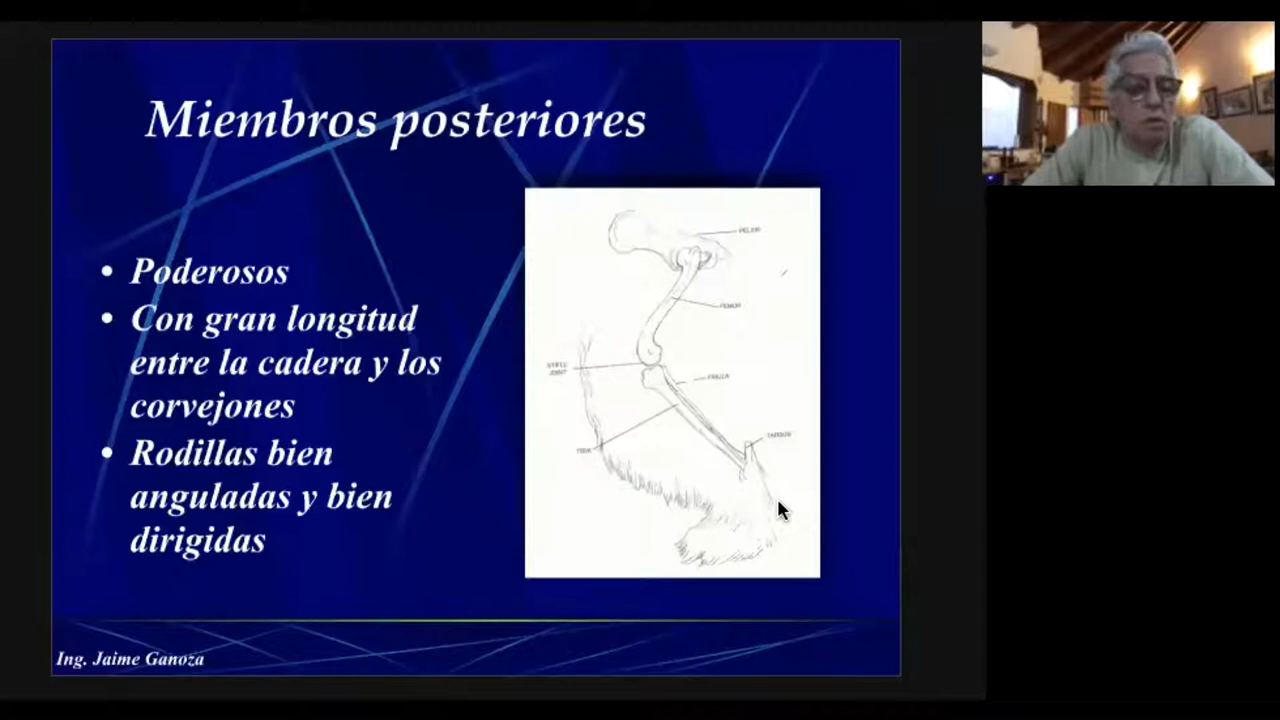 Miembros posteriores
• Poderosos
• Con gran longitud
entre la cadera y los
corvejones
• Rodillas bien
anguladas y bien
dirigidas
PELVIS
FEMUR
STIFLE
JOINT
FIBULA
TARSUS
TIBIA
Ing. Jaime Ganoza